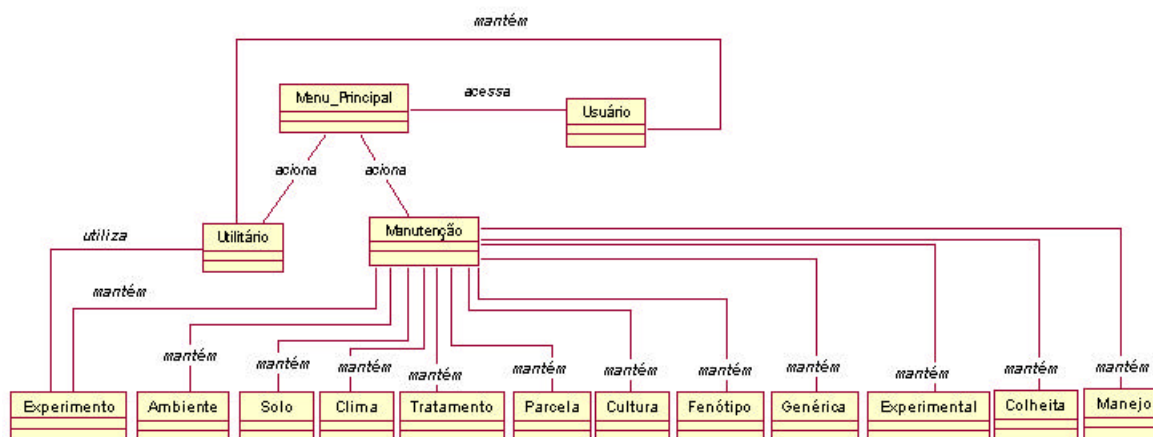 mantém
Menu_Principal
acessa
Usuário
aciona
aciona
utiliza
Utilitário
Manutenção
mantém
mantém
mantém
mantém
mantém
mantém
mantém
mantém
mantém
mantém
mantém
mantém
Experimento
Ambiente
Solo
Clima
Tratamento
Parcela
Cultura
Fenótipo
Genérica
Experimental
Colheita
Manejo